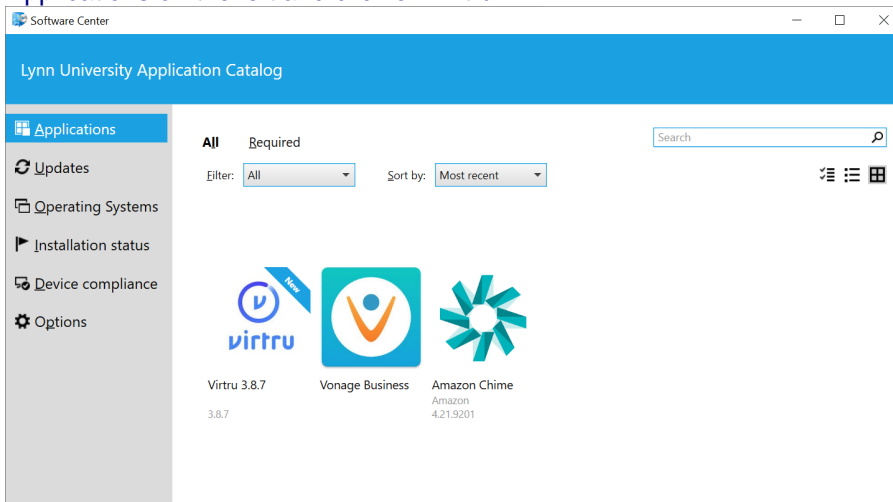 Software Center
Lynn University Application Catalog
Applications
Updates
Operating Systems
Installation status
Device compliance
Options
All Required
Search
Filter: All Sort by: Most recent
New
virtru
Virtru 3.8.7
3.8.7
Vonage Business
Amazon Chime
Amazon
4.21.9201